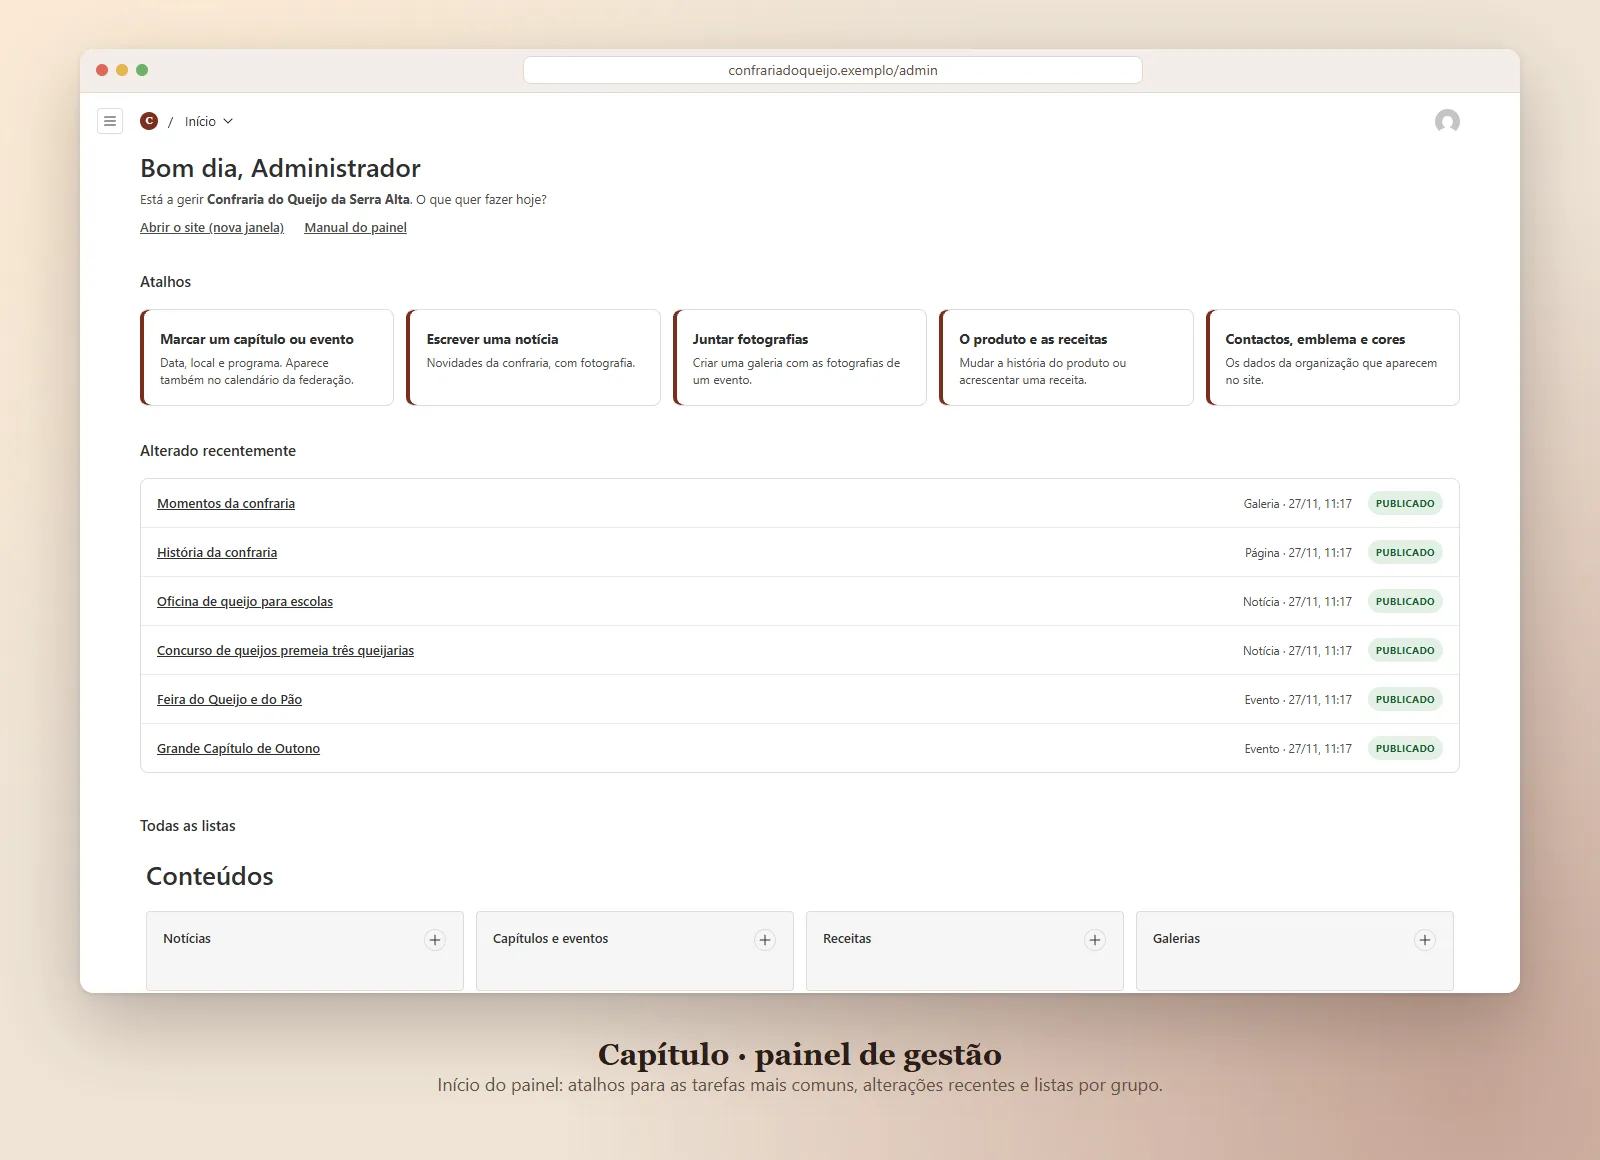 confrariadoqueijo.exemplo/admin
C / Início
Bom dia, Administrador
Está a gerir Confraria do Queijo da Serra Alta. O que quer fazer hoje?
Abrir o site (nova janela) Manual do painel
Atalhos
Marcar um capítulo ou evento
Data, local e programa. Aparece
também no calendário da federação.
Escrever uma notícia
Novidades da confraria, com fotografia.
Juntar fotografias
Criar uma galeria com as fotografias de
um evento.
O produto e as receitas
Mudar a história do produto ou
acrescentar uma receita.
Contactos, emblema e cores
Os dados da organização que aparecem
no site.
Alterado recentemente
Momentos da confraria Galeria · 27/11, 11:17 PUBLICADO
História da confraria Página · 27/11, 11:17 PUBLICADO
Oficina de queijo para escolas Notícia · 27/11, 11:17 PUBLICADO
Concurso de queijos premeia três queijarias Notícia · 27/11, 11:17 PUBLICADO
Feira do Queijo e do Pão Evento · 27/11, 11:17 PUBLICADO
Grande Capítulo de Outono Evento · 27/11, 11:17 PUBLICADO
Todas as listas
Conteúdos
Notícias
Capítulos e eventos
Receitas
Galerias
Capítulo · painel de gestão
Início do painel: atalhos para as tarefas mais comuns, alterações recentes e listas por grupo.